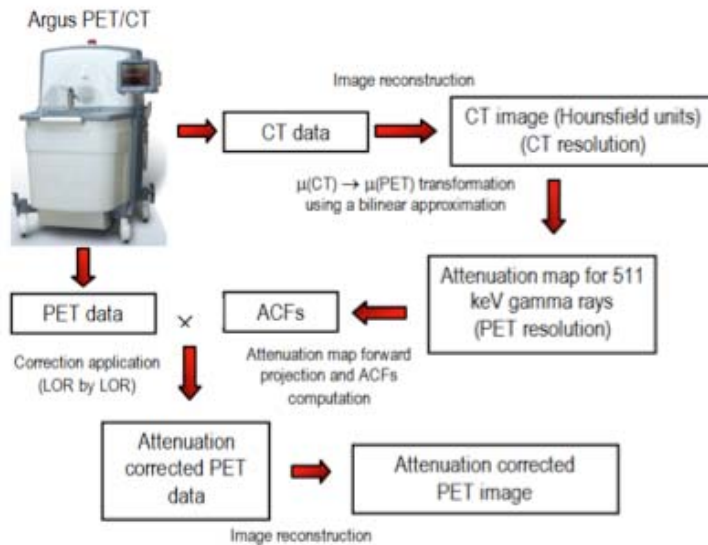 Argus PET/CT
Image reconstruction
CT data
CT image (Hounsfield units)
(CT resolution)
μ(CT) → μ(PET) transformation
using a bilinear approximation
Attenuation map for 511
keV gamma rays
(PET resolution)
PET data
×
ACFs
Correction application
(LOR by LOR)
Attenuation map forward
projection and ACFs
computation
Attenuation
corrected PET
data
Attenuation corrected
PET image
Image reconstruction